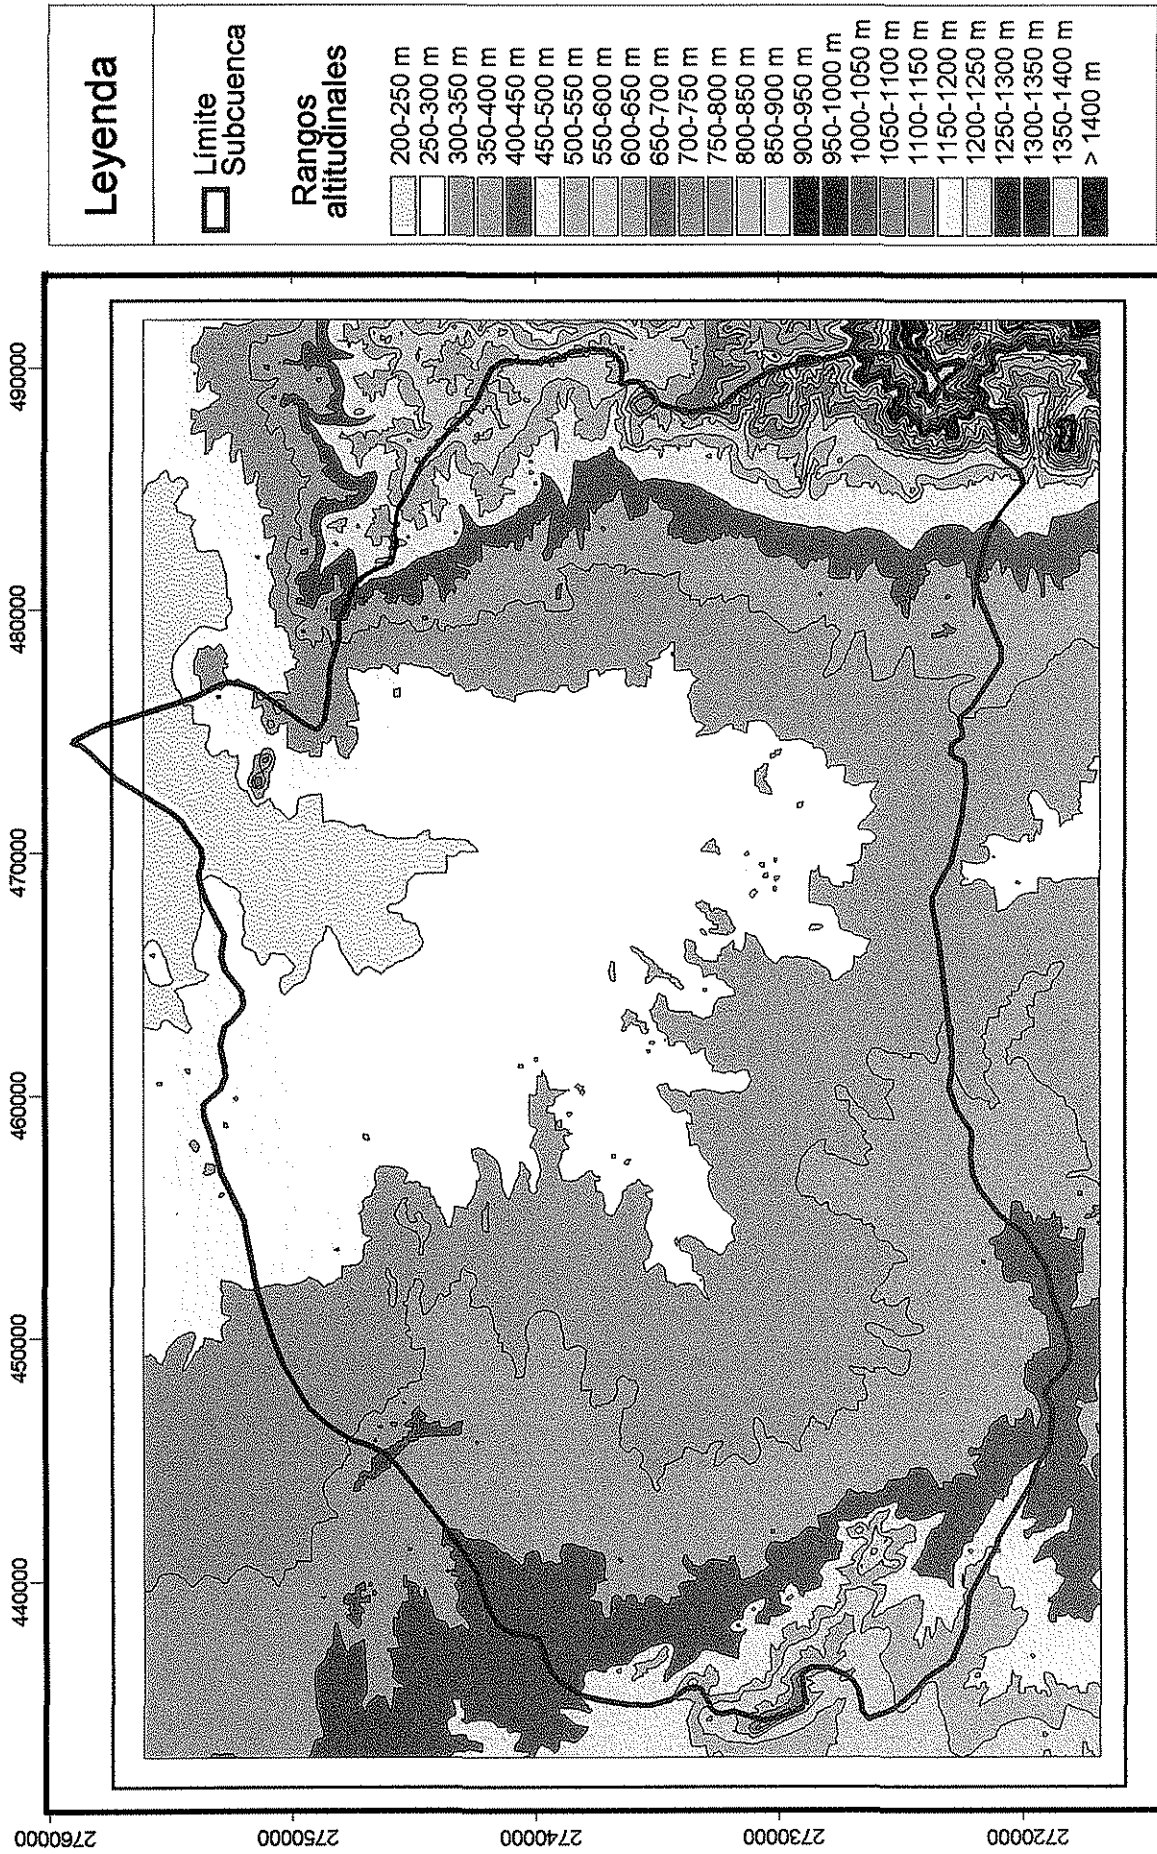 Leyenda
Límite
Subcuenca
Rangos
altitudinales
200-250 m
250-300 m
300-350 m
350-400 m
400-450 m
450-500 m
500-550 m
550-600 m
600-650 m
650-700 m
700-750 m
750-800 m
800-850 m
850-900 m
900-950 m
950-1000 m
1000-1050 m
1050-1100 m
1100-1150 m
1150-1200 m
1200-1250 m
1250-1300 m
1300-1350 m
1350-1400 m
> 1400 m
440000
450000
460000
470000
480000
490000
2760000
2750000
2740000
2730000
2720000